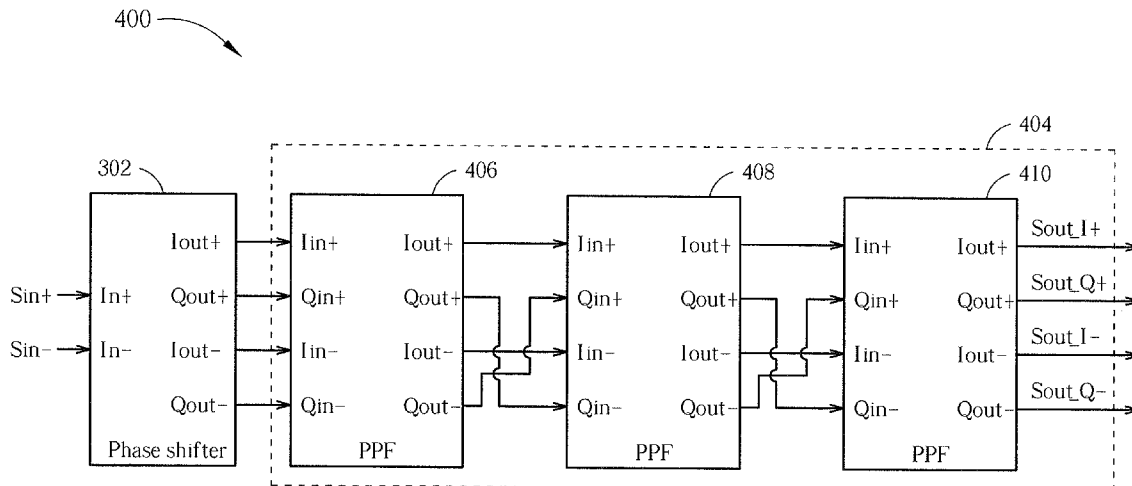 400
404
302
406
408
410
Iout+
Iin+
Iout+
Iin+
Iin+
Iout+
Sout_I+
Sin+
In+
Qout+
Qin+
Qout+
Qin+
Qout+
Qin+
Qout+
Sout_Q+
Sin−
In−
Iout−
Iin−
Iout−
Iin−
Iout−
Iin−
Iout−
Sout_I−
Qout−
Qin−
Qout−
Qin−
Qout−
Qin−
Qout−
Sout_Q−
Phase shifter
PPF
PPF
PPF